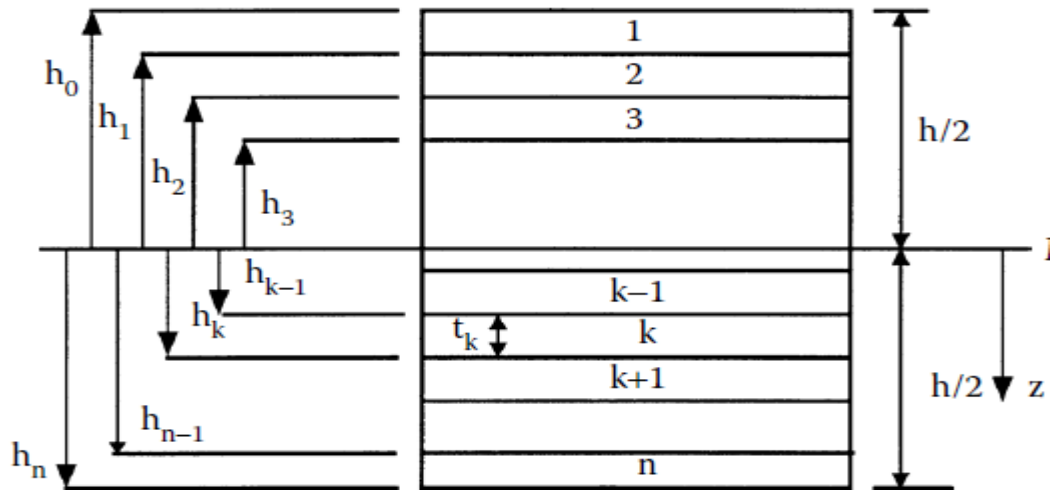 1
h₀
2
h₁
3
h/2
h₂
h₃
hₖ₋₁
k–1
hₖ
tₖ
k
k+1
h/2
z
hₙ₋₁
hₙ
n